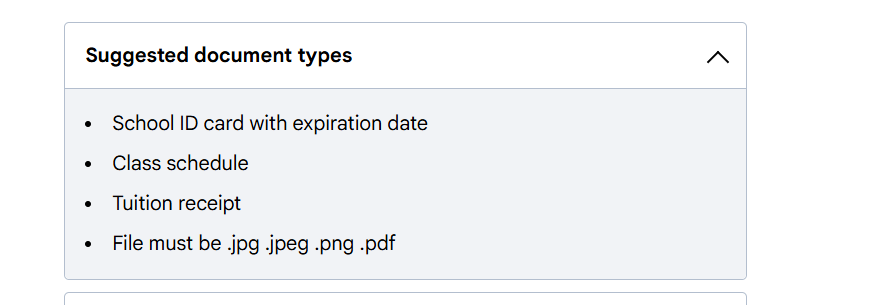 Suggested document types
School ID card with expiration date
Class schedule
Tuition receipt
File must be .jpg .jpeg .png .pdf